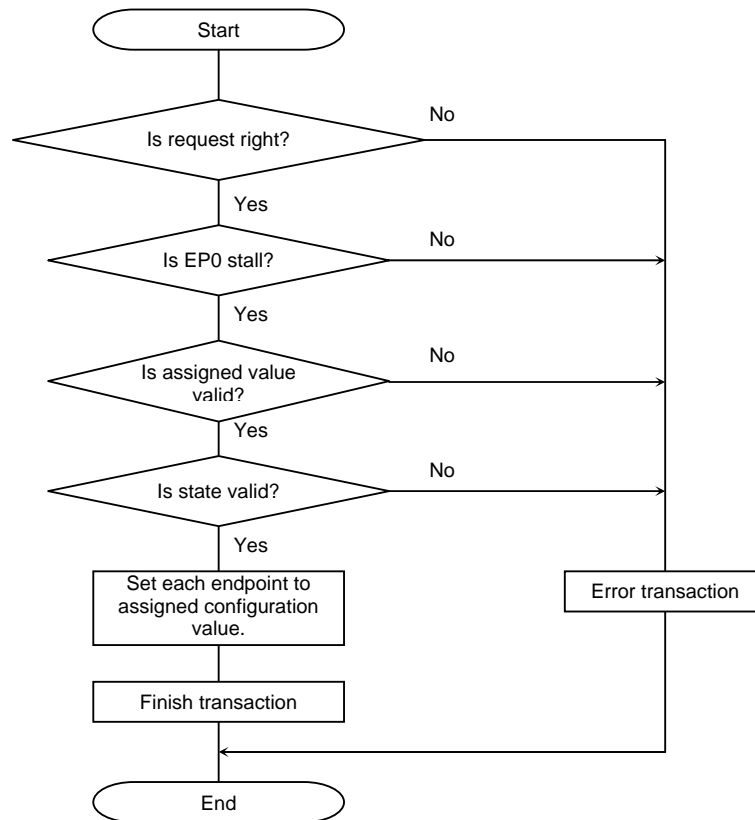 Start
No
Is request right?
Yes
No
Is EP0 stall?
Yes
No
Is assigned value
valid?
Yes
No
Is state valid?
Yes
Set each endpoint to
assigned configuration
value.
Error transaction
Finish transaction
End